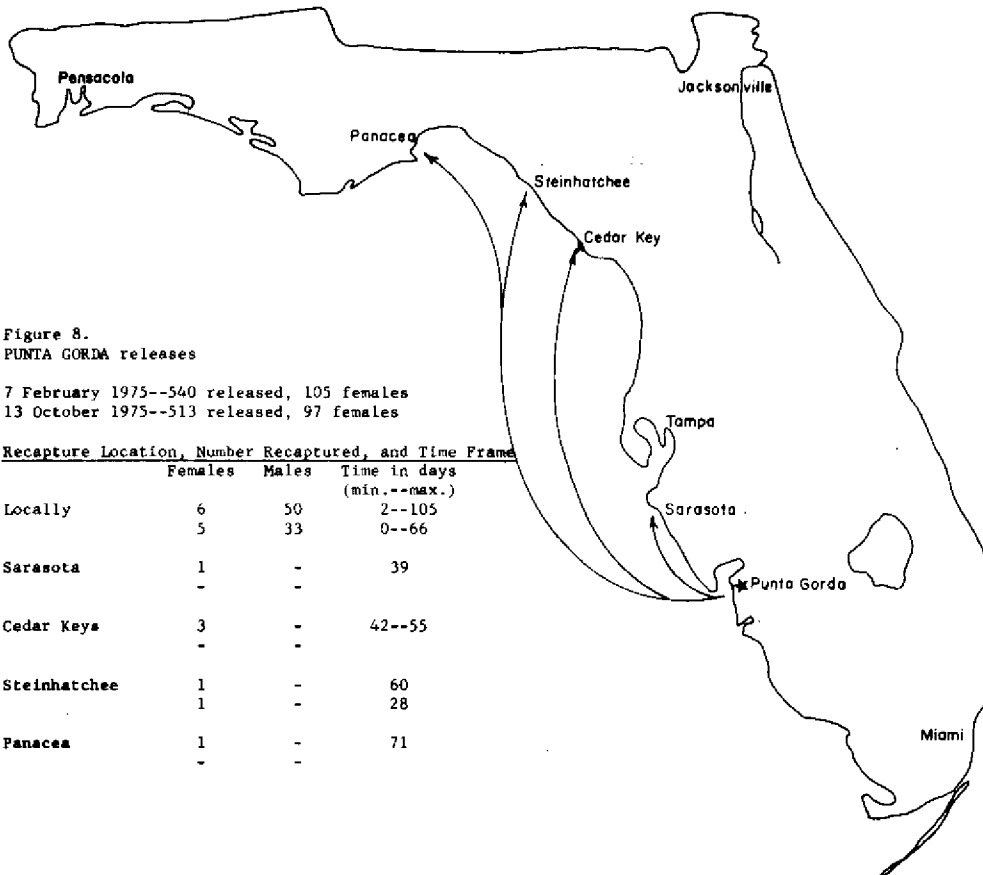 Pensacola
Jacksonville
Panacea
Steinhatchee
Cedar Key
Tampa
Sarasota
Punta Gorda
Miami
Figure 8.
PUNTA GORDA releases
7 February 1975--540 released, 105 females
13 October 1975--513 released, 97 females
Recapture Location, Number Recaptured, and Time Frame
Females Males Time in days
(min.--max.)
Locally 6 50 2--105
5 33 0--66
Sarasota 1 - 39
- -
Cedar Keys 3 - 42--55
- -
Steinhatchee 1 - 60
1 - 28
Panacea 1 - 71
- -